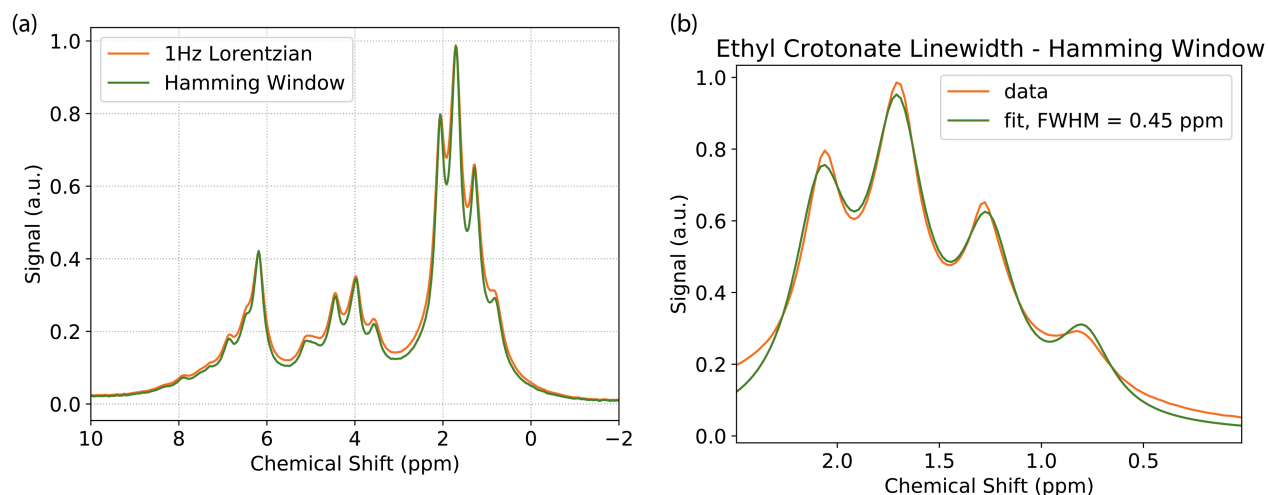 (a)
1Hz Lorentzian
Hamming Window
1.0
0.8
0.6
0.4
0.2
0.0
Signal (a.u.)
10 8 6 4 2 0 −2
Chemical Shift (ppm)
(b)
Ethyl Crotonate Linewidth - Hamming Window
data
fit, FWHM = 0.45 ppm
1.0
0.8
0.6
0.4
0.2
0.0
Signal (a.u.)
2.0 1.5 1.0 0.5
Chemical Shift (ppm)